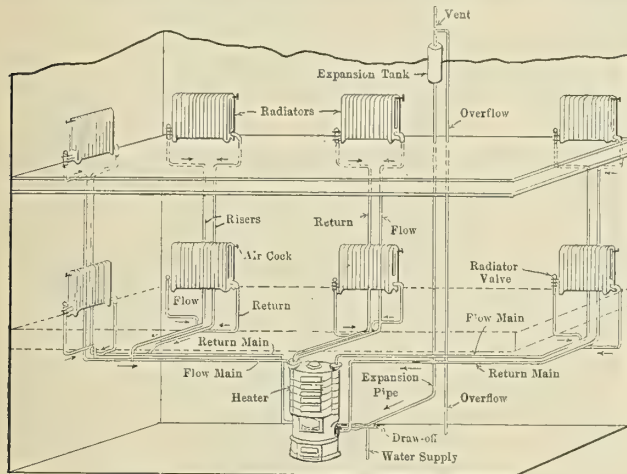 Vent
Expansion Tank
Radiators
Overflow
Risers
Return
Flow
Air Cock
Radiator
Valve
Flow
Return
Flow Main
Return Main
Flow Main
Return Main
Heater
Expansion
Pipe
Overflow
Draw-off
Water Supply